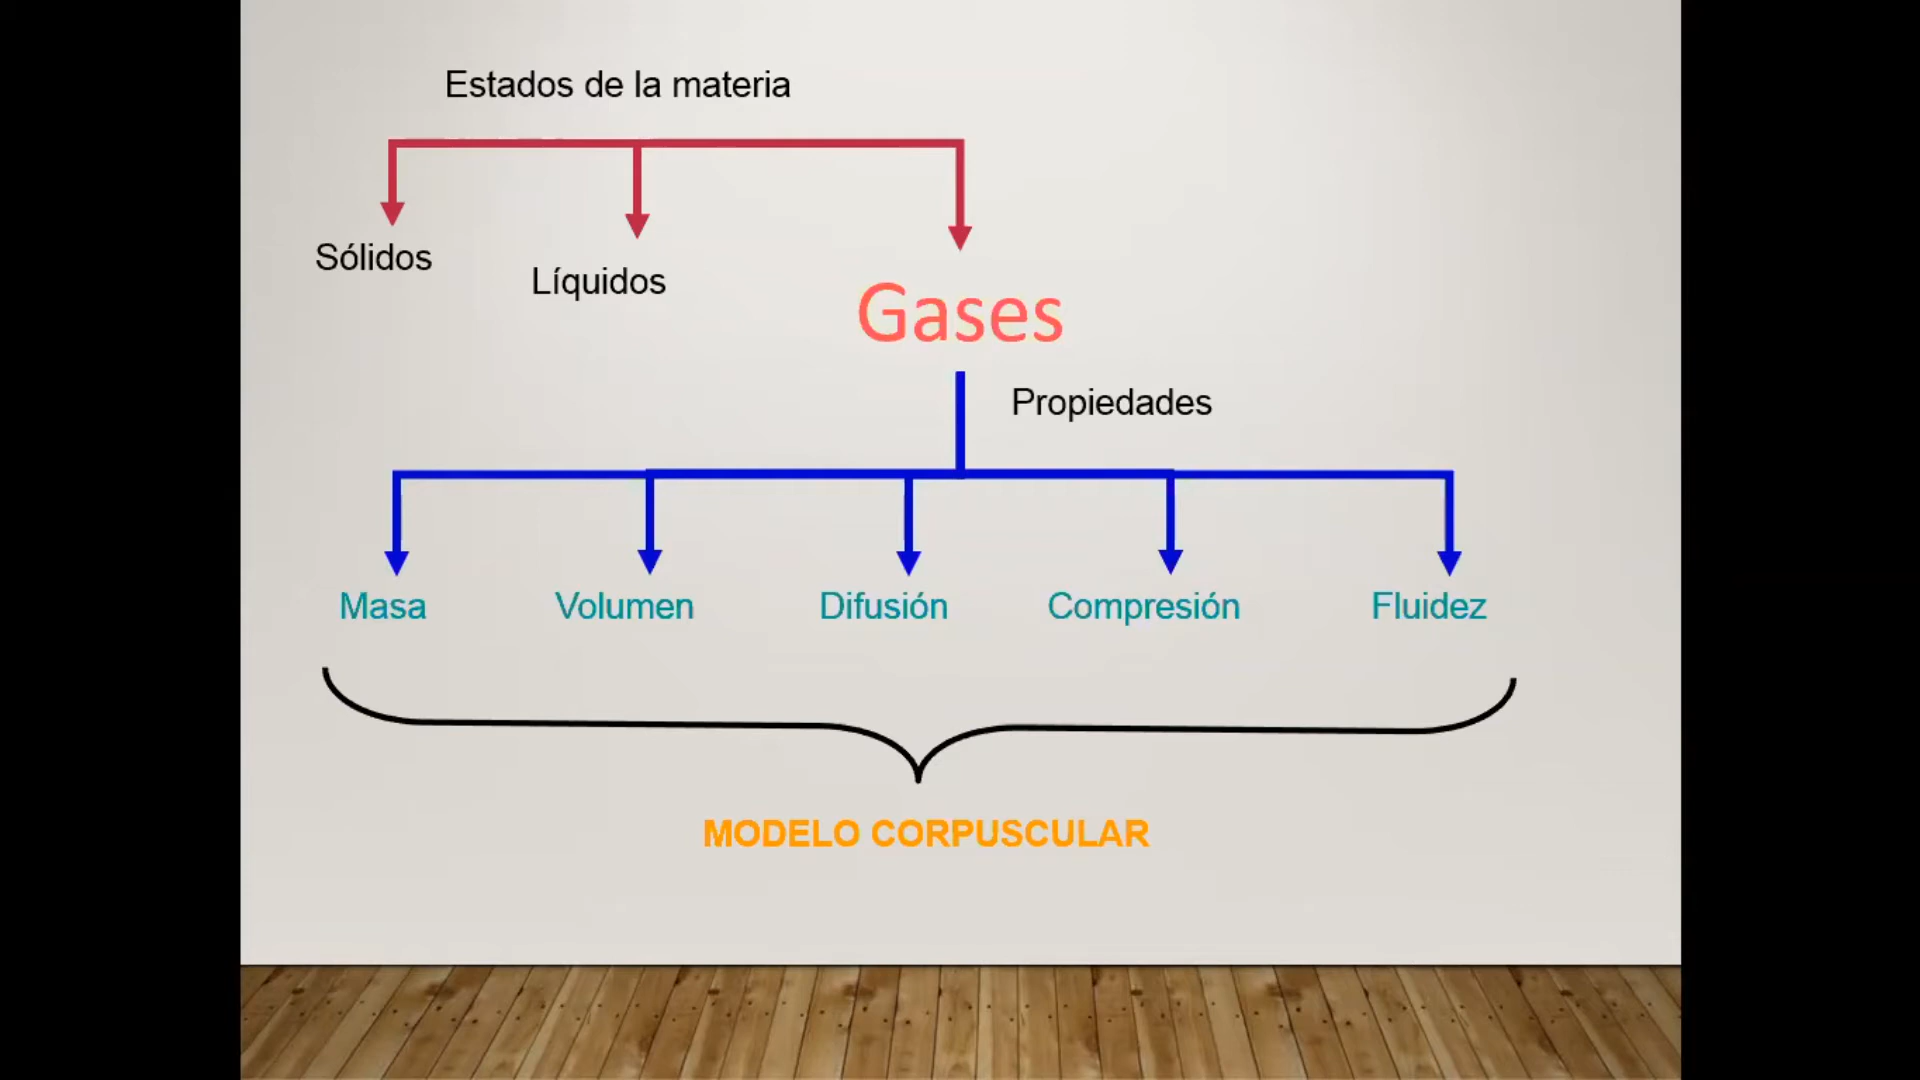 Estados de la materia
Sólidos
Líquidos
Gases
Propiedades
Masa
Volumen
Difusión
Compresión
Fluidez
MODELO CORPUSCULAR